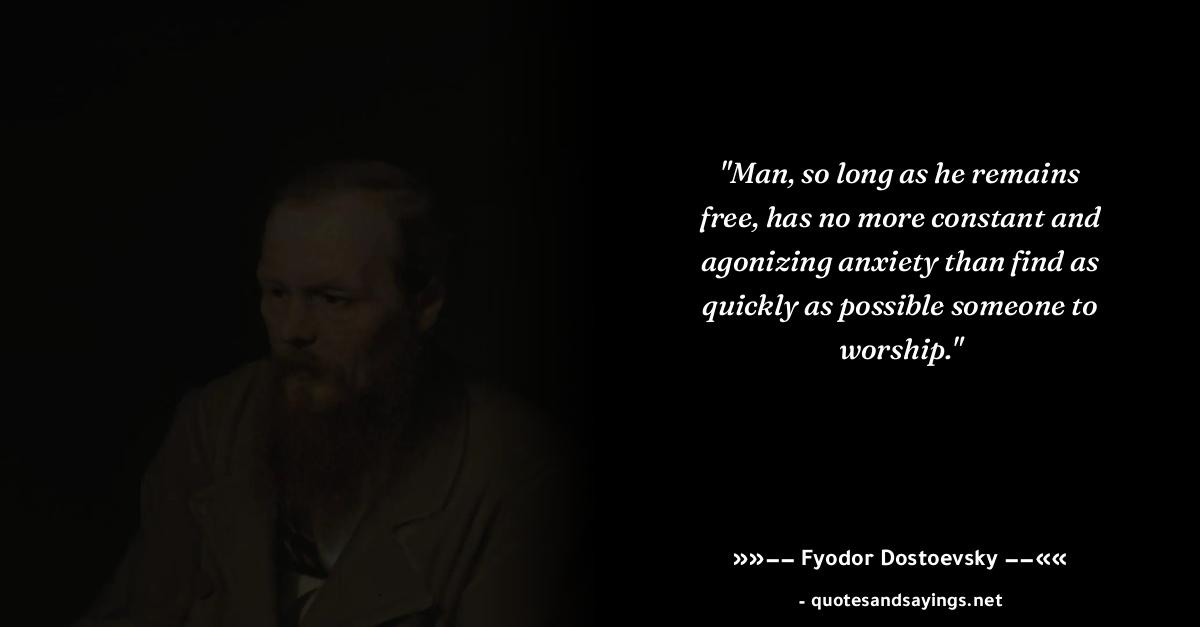 "Man, so long as he remains
free, has no more constant and
agonizing anxiety than find as
quickly as possible someone to
worship."
»»−− Fyodor Dostoevsky −−««
- quotesandsayings.net